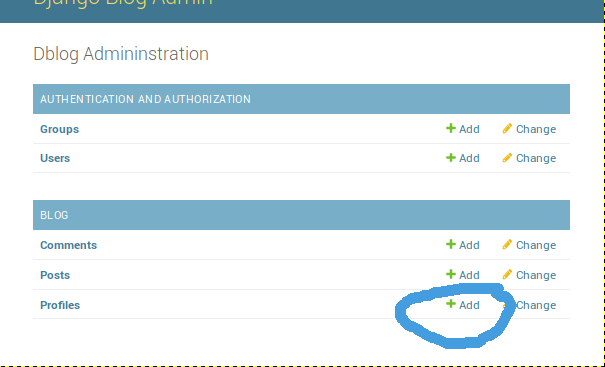 Django Blog Admin
Dblog Admininstration
AUTHENTICATION AND AUTHORIZATION
Groups Add Change
Users Add Change
BLOG
Comments Add Change
Posts Add Change
Profiles Add Change